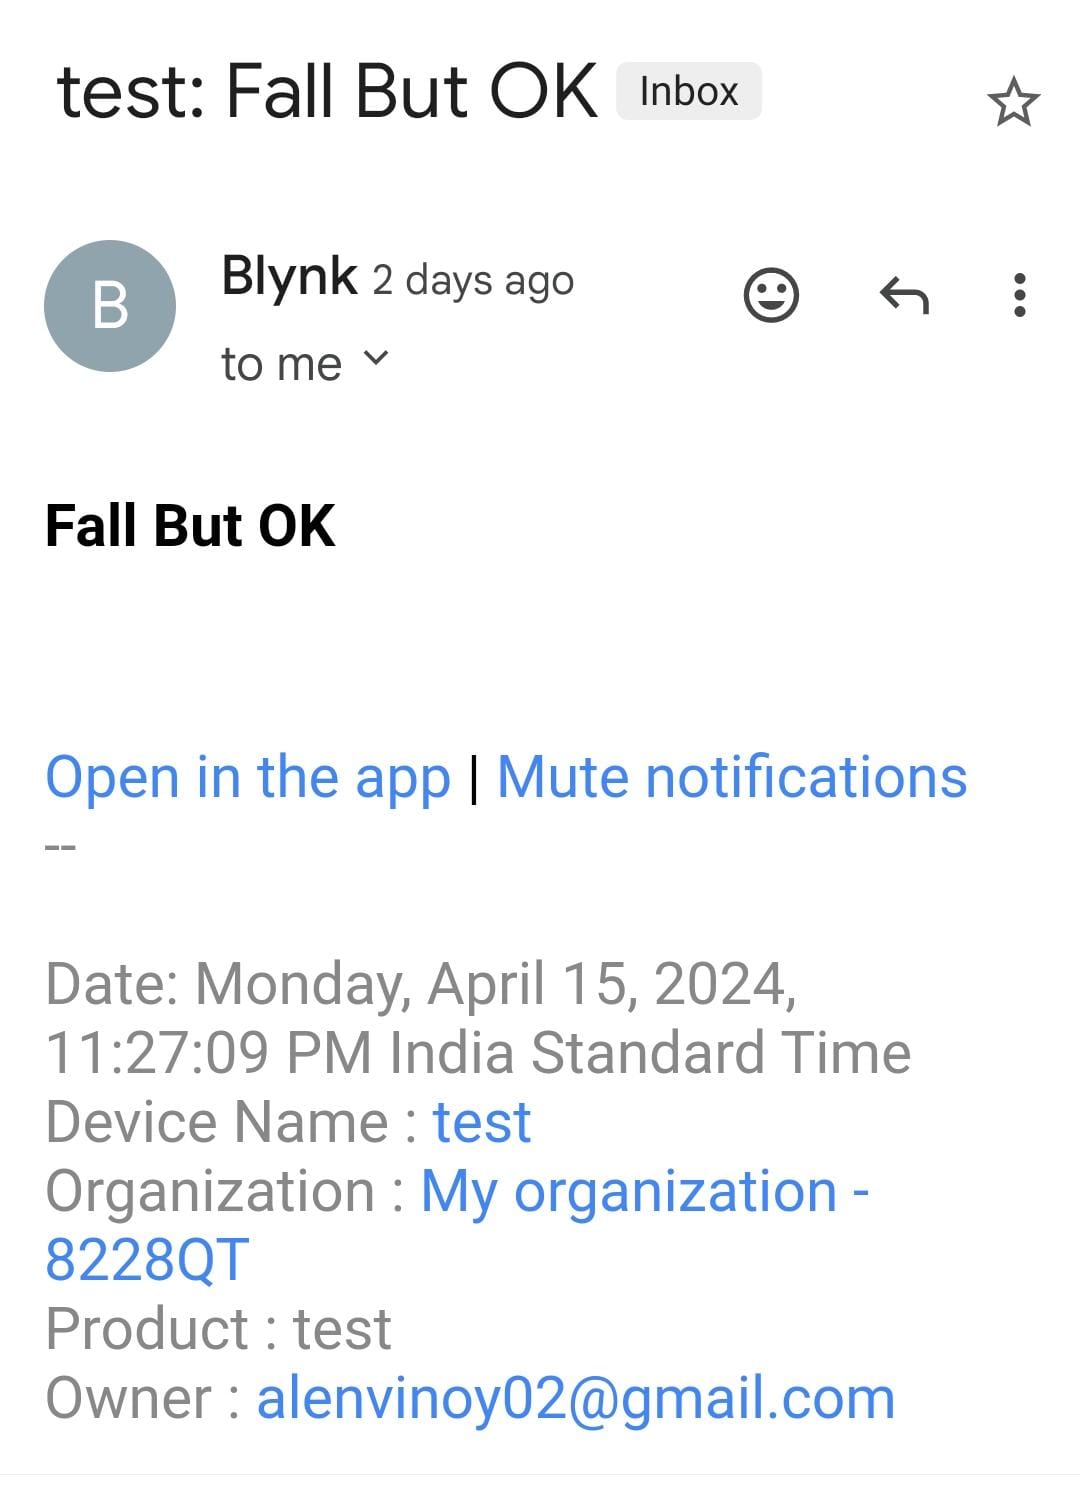 test: Fall But OK Inbox
B
Blynk 2 days ago
to me
Fall But OK
Open in the app | Mute notifications
--
Date: Monday, April 15, 2024,
11:27:09 PM India Standard Time
Device Name : test
Organization : My organization -
8228QT
Product : test
Owner : alenvinoy02@gmail.com